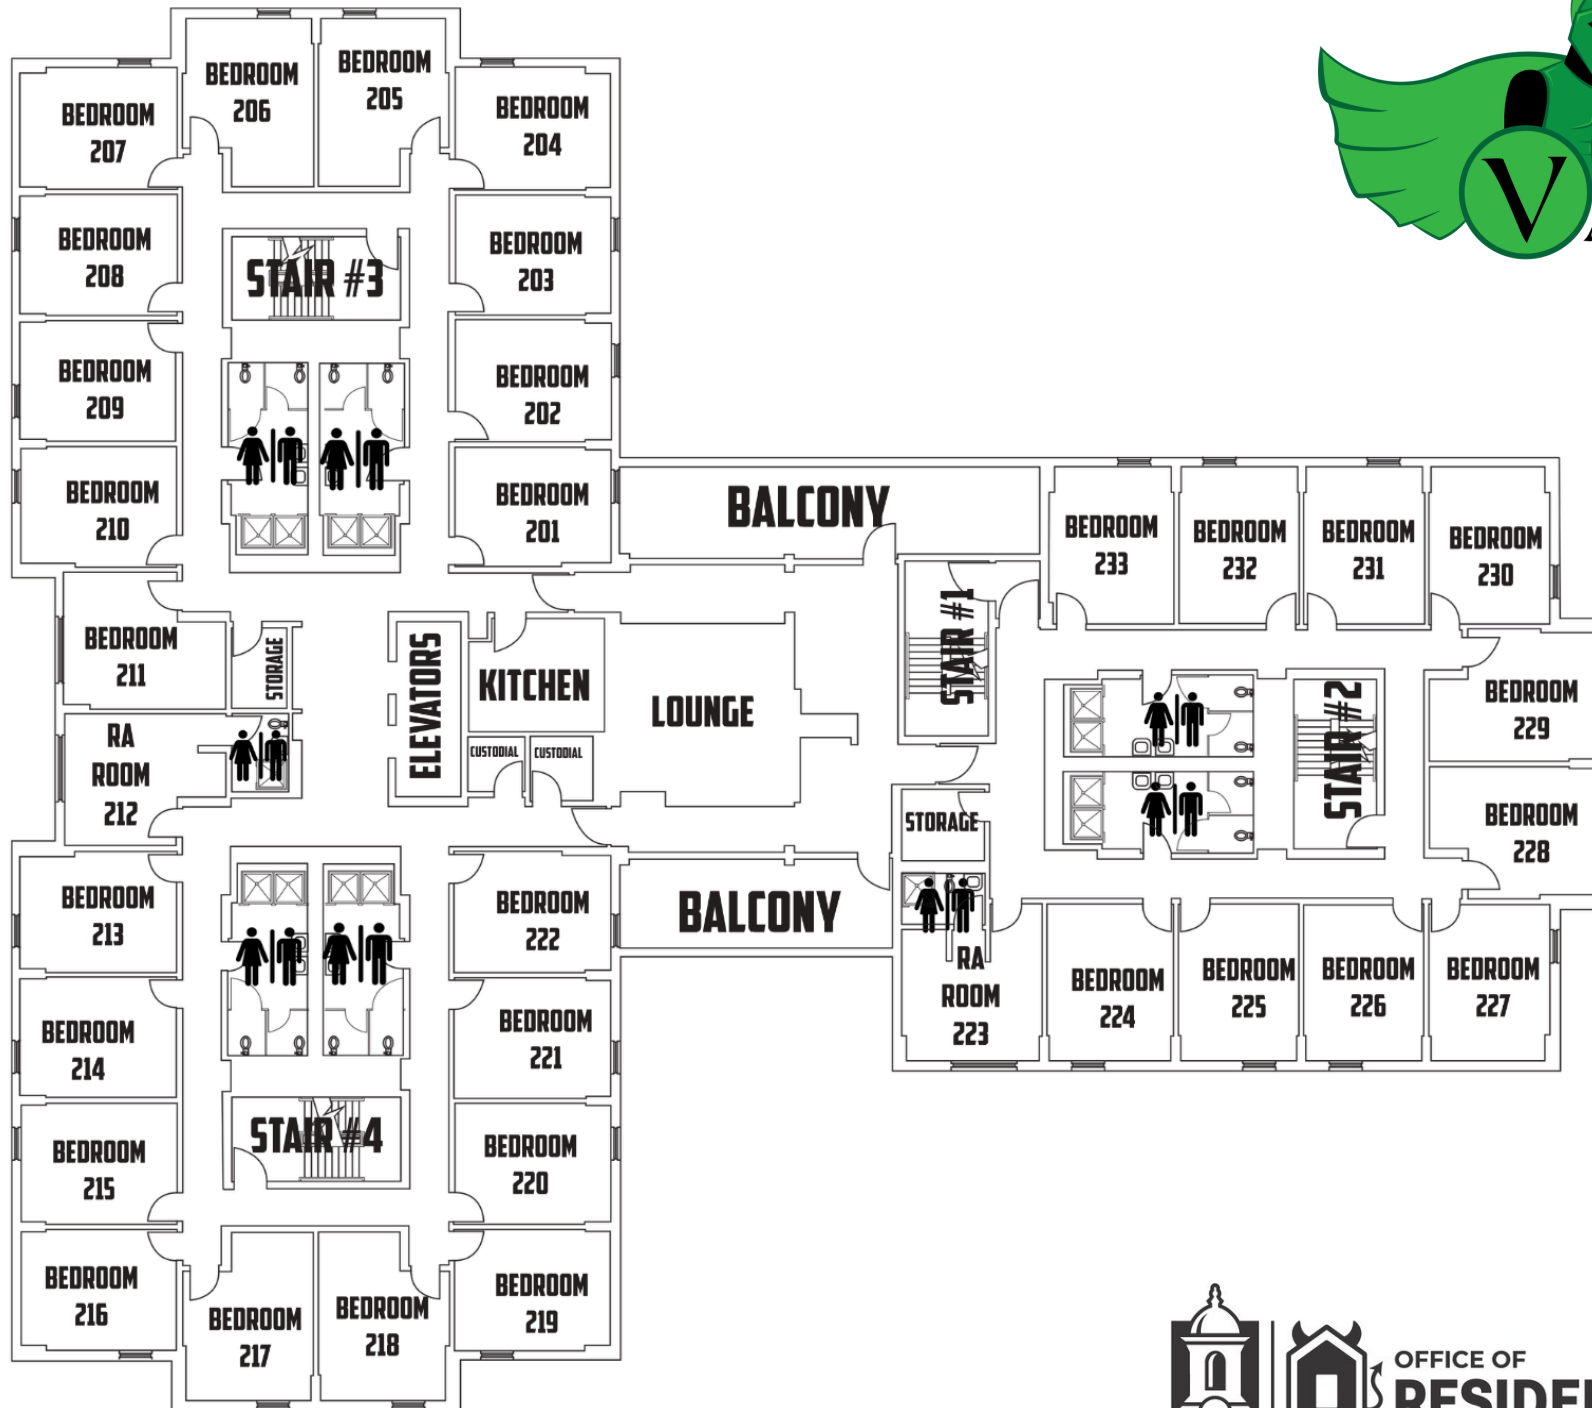 BEDROOM
206
BEDROOM
205
BEDROOM
207
BEDROOM
204
BEDROOM
208
STAIR #3
BEDROOM
203
BEDROOM
209
BEDROOM
202
BEDROOM
210
BEDROOM
201
BALCONY
BEDROOM
233
BEDROOM
232
BEDROOM
231
BEDROOM
230
BEDROOM
211
STORAGE
ELEVATORS
KITCHEN
LOUNGE
STAIR #1
STAIR #2
BEDROOM
229
RA
ROOM
212
CUSTODIAL
CUSTODIAL
STORAGE
BEDROOM
228
BEDROOM
213
BEDROOM
222
BALCONY
RA
ROOM
223
BEDROOM
224
BEDROOM
225
BEDROOM
226
BEDROOM
227
BEDROOM
214
BEDROOM
221
BEDROOM
215
STAIR #4
BEDROOM
220
BEDROOM
216
BEDROOM
217
BEDROOM
218
BEDROOM
219
V
OFFICE OF